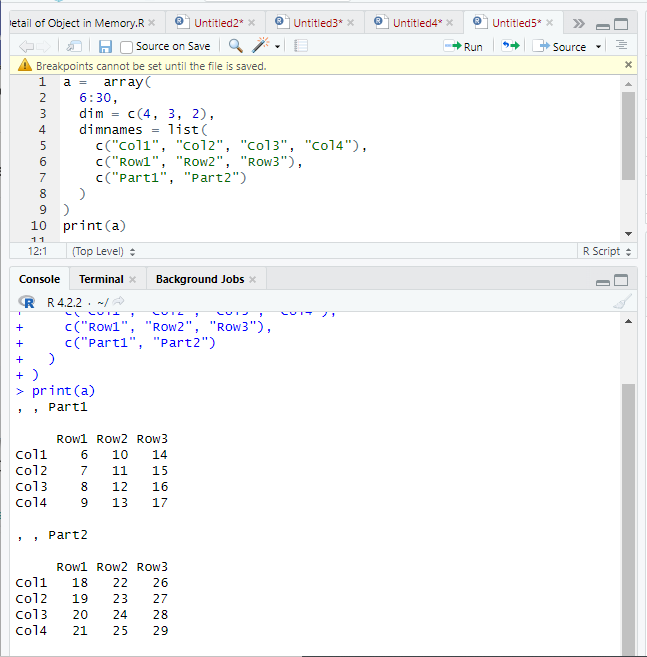 Detail of Object in Memory.R Untitled2* Untitled3* Untitled4* Untitled5*
Source on Save Run Source
Breakpoints cannot be set until the file is saved.
1 a =  array(
2   6:30,
3   dim = c(4, 3, 2),
4   dimnames = list(
5     c("Col1", "Col2", "Col3", "Col4"),
6     c("Row1", "Row2", "Row3"),
7     c("Part1", "Part2")
8   )
9 )
10 print(a)
11
12:1 (Top Level) R Script
Console Terminal Background Jobs
R R 4.2.2 · ~/
+     c("Col1", "Col2", "Col3", "Col4"),
+     c("Row1", "Row2", "Row3"),
+     c("Part1", "Part2")
+   )
+ )
> print(a)
, , Part1
     Row1 Row2 Row3
Col1    6   10   14
Col2    7   11   15
Col3    8   12   16
Col4    9   13   17
, , Part2
     Row1 Row2 Row3
Col1   18   22   26
Col2   19   23   27
Col3   20   24   28
Col4   21   25   29